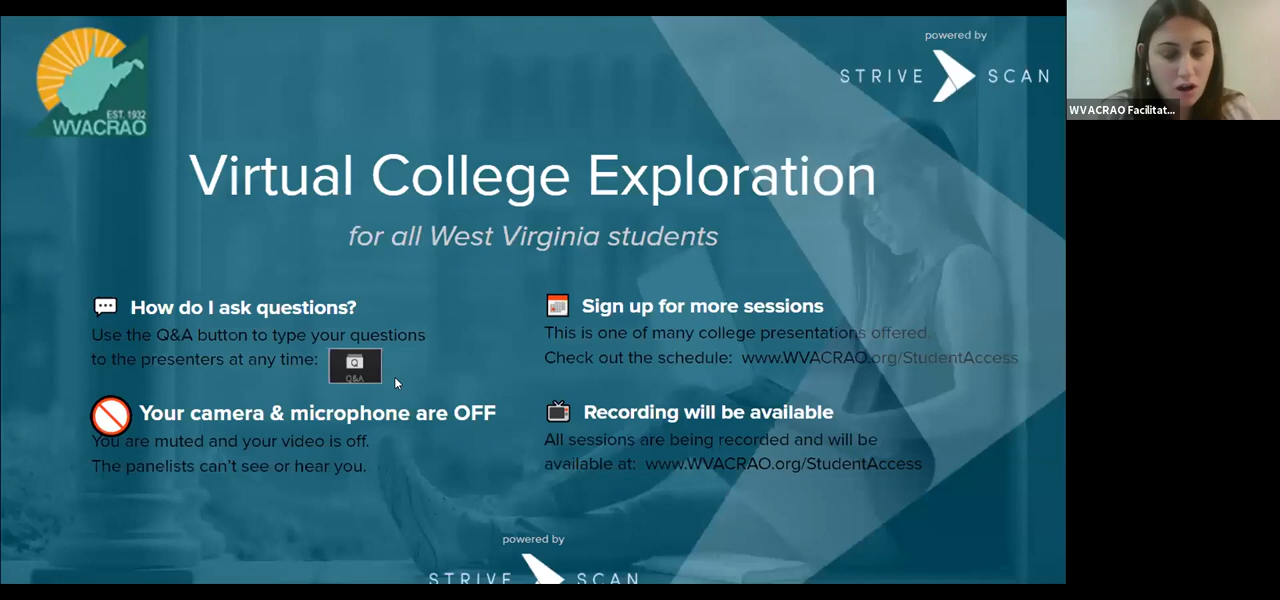 EST. 1932
WVACRAO
powered by
STRIVE SCAN
WVACRAO Facilitat...
Virtual College Exploration
for all West Virginia students
How do I ask questions?
Use the Q&A button to type your questions
to the presenters at any time:
Q
Q&A
Your camera & microphone are OFF
You are muted and your video is off.
The panelists can't see or hear you.
Sign up for more sessions
This is one of many college presentations offered.
Check out the schedule: www.WVACRAO.org/StudentAccess
Recording will be available
All sessions are being recorded and will be
available at: www.WVACRAO.org/StudentAccess
powered by
STRIVE SCAN